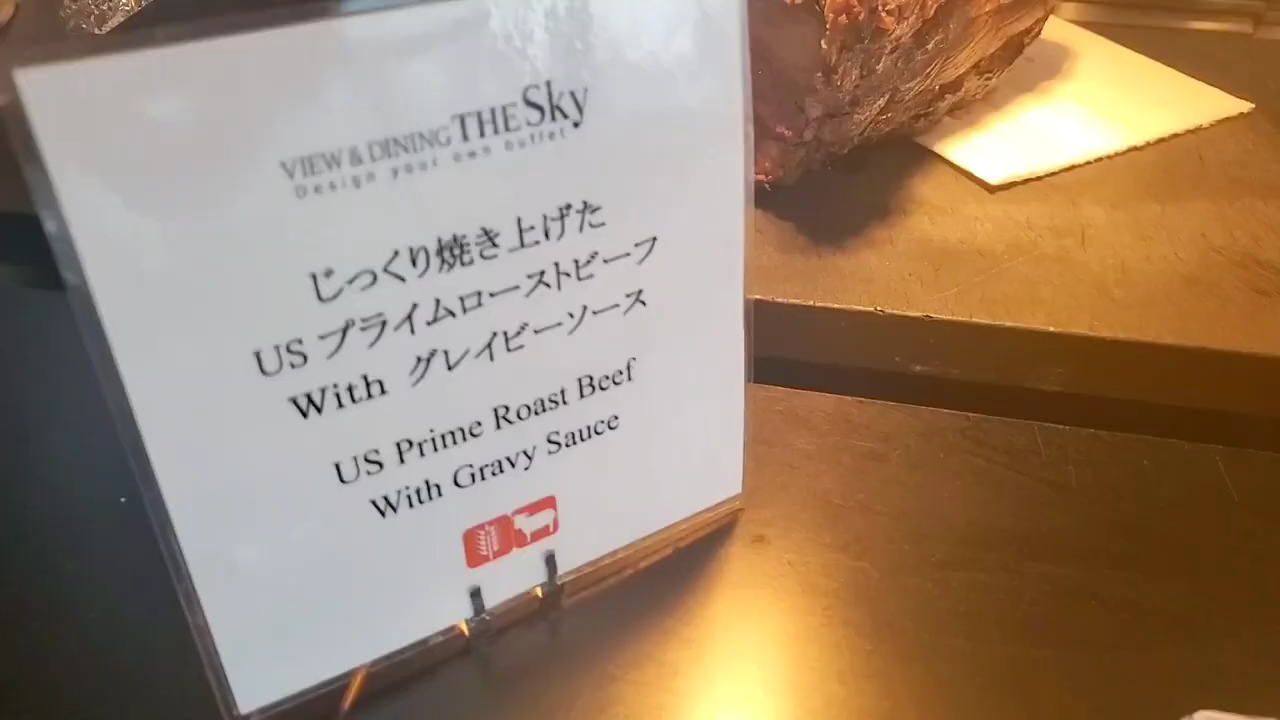 VIEW & DINING THE Sky
Design your own buffet
じっくり焼き上げた
US プライムローストビーフ
With グレイビーソース
US Prime Roast Beef
With Gravy Sauce